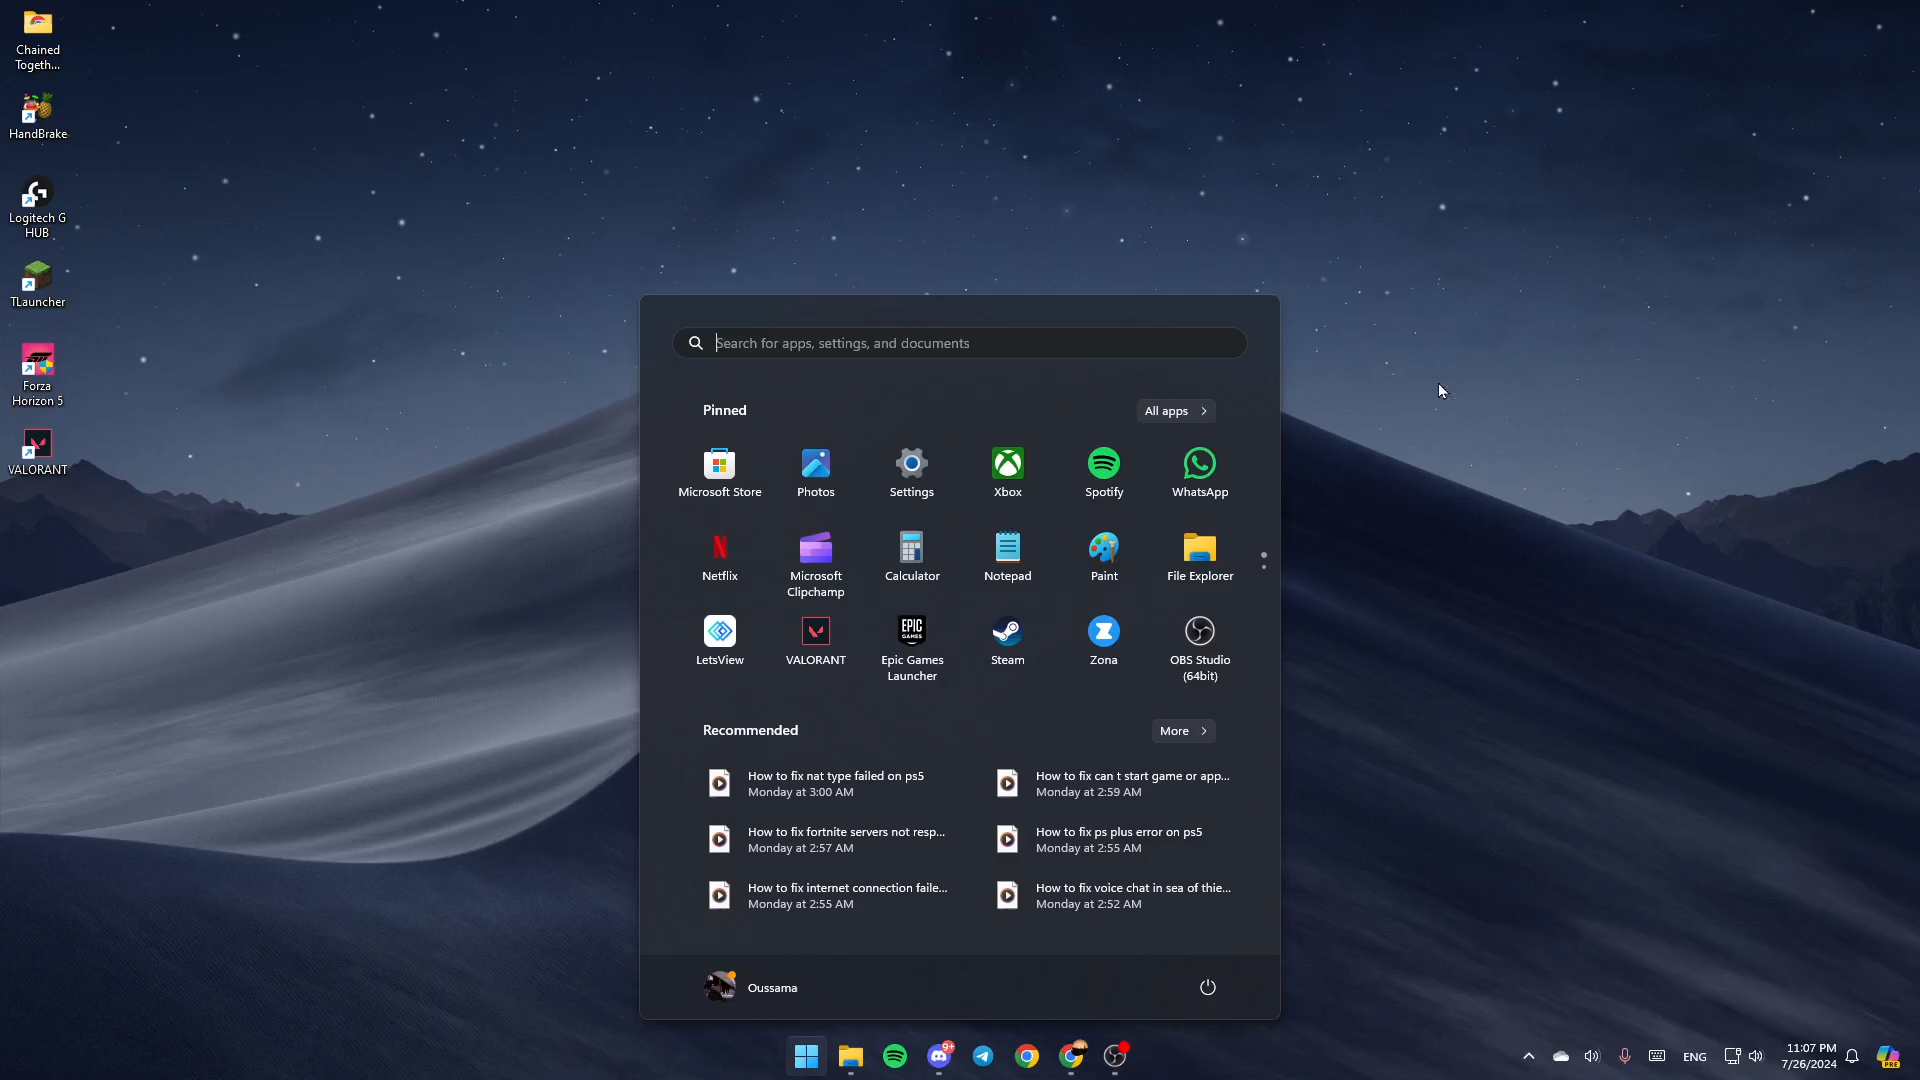 Chained
Togeth...
HandBrake
Logitech G
HUB
TLauncher
Forza
Horizon 5
VALORANT
Search for apps, settings, and documents
Pinned
All apps
Microsoft Store
Photos
Settings
Xbox
Spotify
WhatsApp
Netflix
Microsoft
Clipchamp
Calculator
Notepad
Paint
File Explorer
LetsView
VALORANT
EPIC
GAMES
Epic Games
Launcher
Steam
Zona
OBS Studio
(64bit)
Recommended
More
How to fix nat type failed on ps5
Monday at 3:00 AM
How to fix can t start game or app...
Monday at 2:59 AM
How to fix fortnite servers not resp...
Monday at 2:57 AM
How to fix ps plus error on ps5
Monday at 2:55 AM
How to fix internet connection faile...
Monday at 2:55 AM
How to fix voice chat in sea of thie...
Monday at 2:52 AM
Oussama
9+
ENG
11:07 PM
7/26/2024
PRE